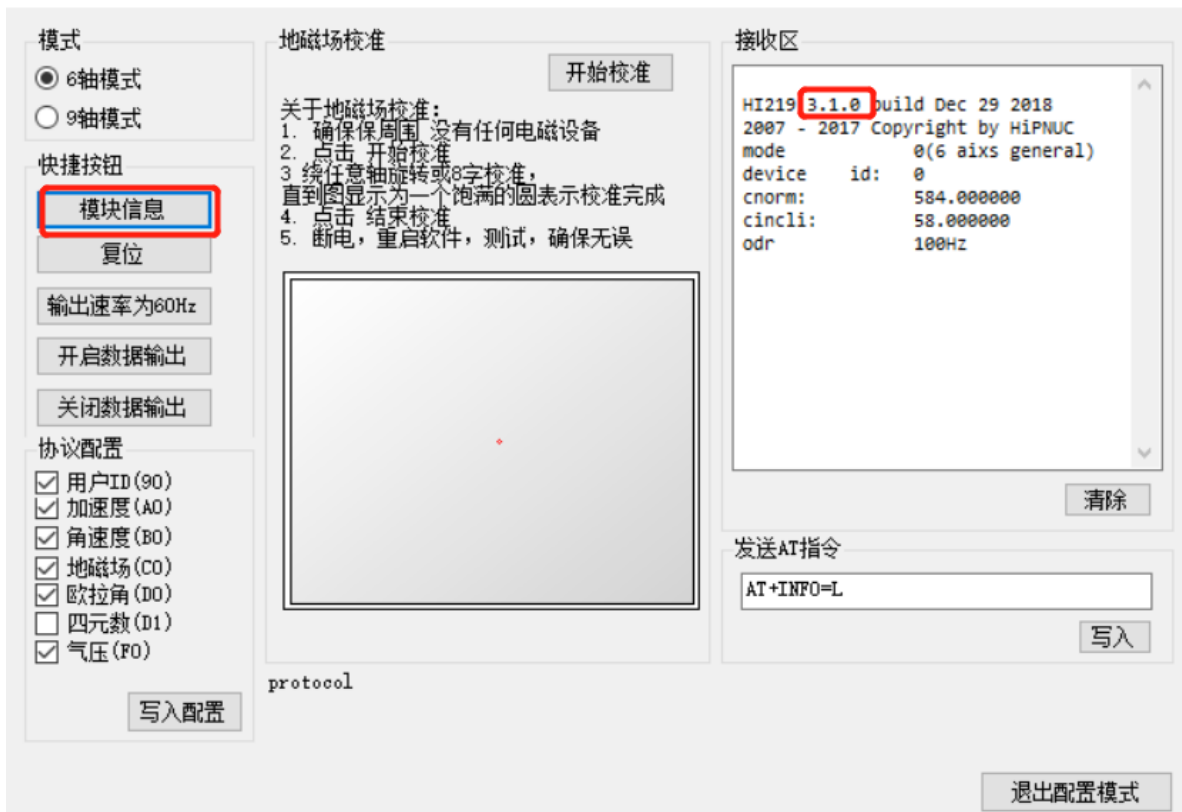 模式
6轴模式
9轴模式
快捷按钮
模块信息
复位
输出速率为60Hz
开启数据输出
关闭数据输出
协议配置
用户ID(90)
加速度(A0)
角速度(B0)
地磁场(C0)
欧拉角(D0)
四元数(D1)
气压(F0)
写入配置
地磁场校准
开始校准
关于地磁场校准:
1. 确保保周围 没有任何电磁设备
2. 点击 开始校准
3 绕任意轴旋转或8字校准,
直到图显示为一个饱满的圆表示校准完成
4. 点击 结束校准
5. 断电,重启软件,测试,确保无误
protocol
接收区
HI219 3.1.0 build Dec 29 2018
2007 - 2017 Copyright by HiPNUC
mode 0(6 aixs general)
device id: 0
cnorm: 584.000000
cincli: 58.000000
odr 100Hz
清除
发送AT指令
AT+INFO=L
写入
退出配置模式